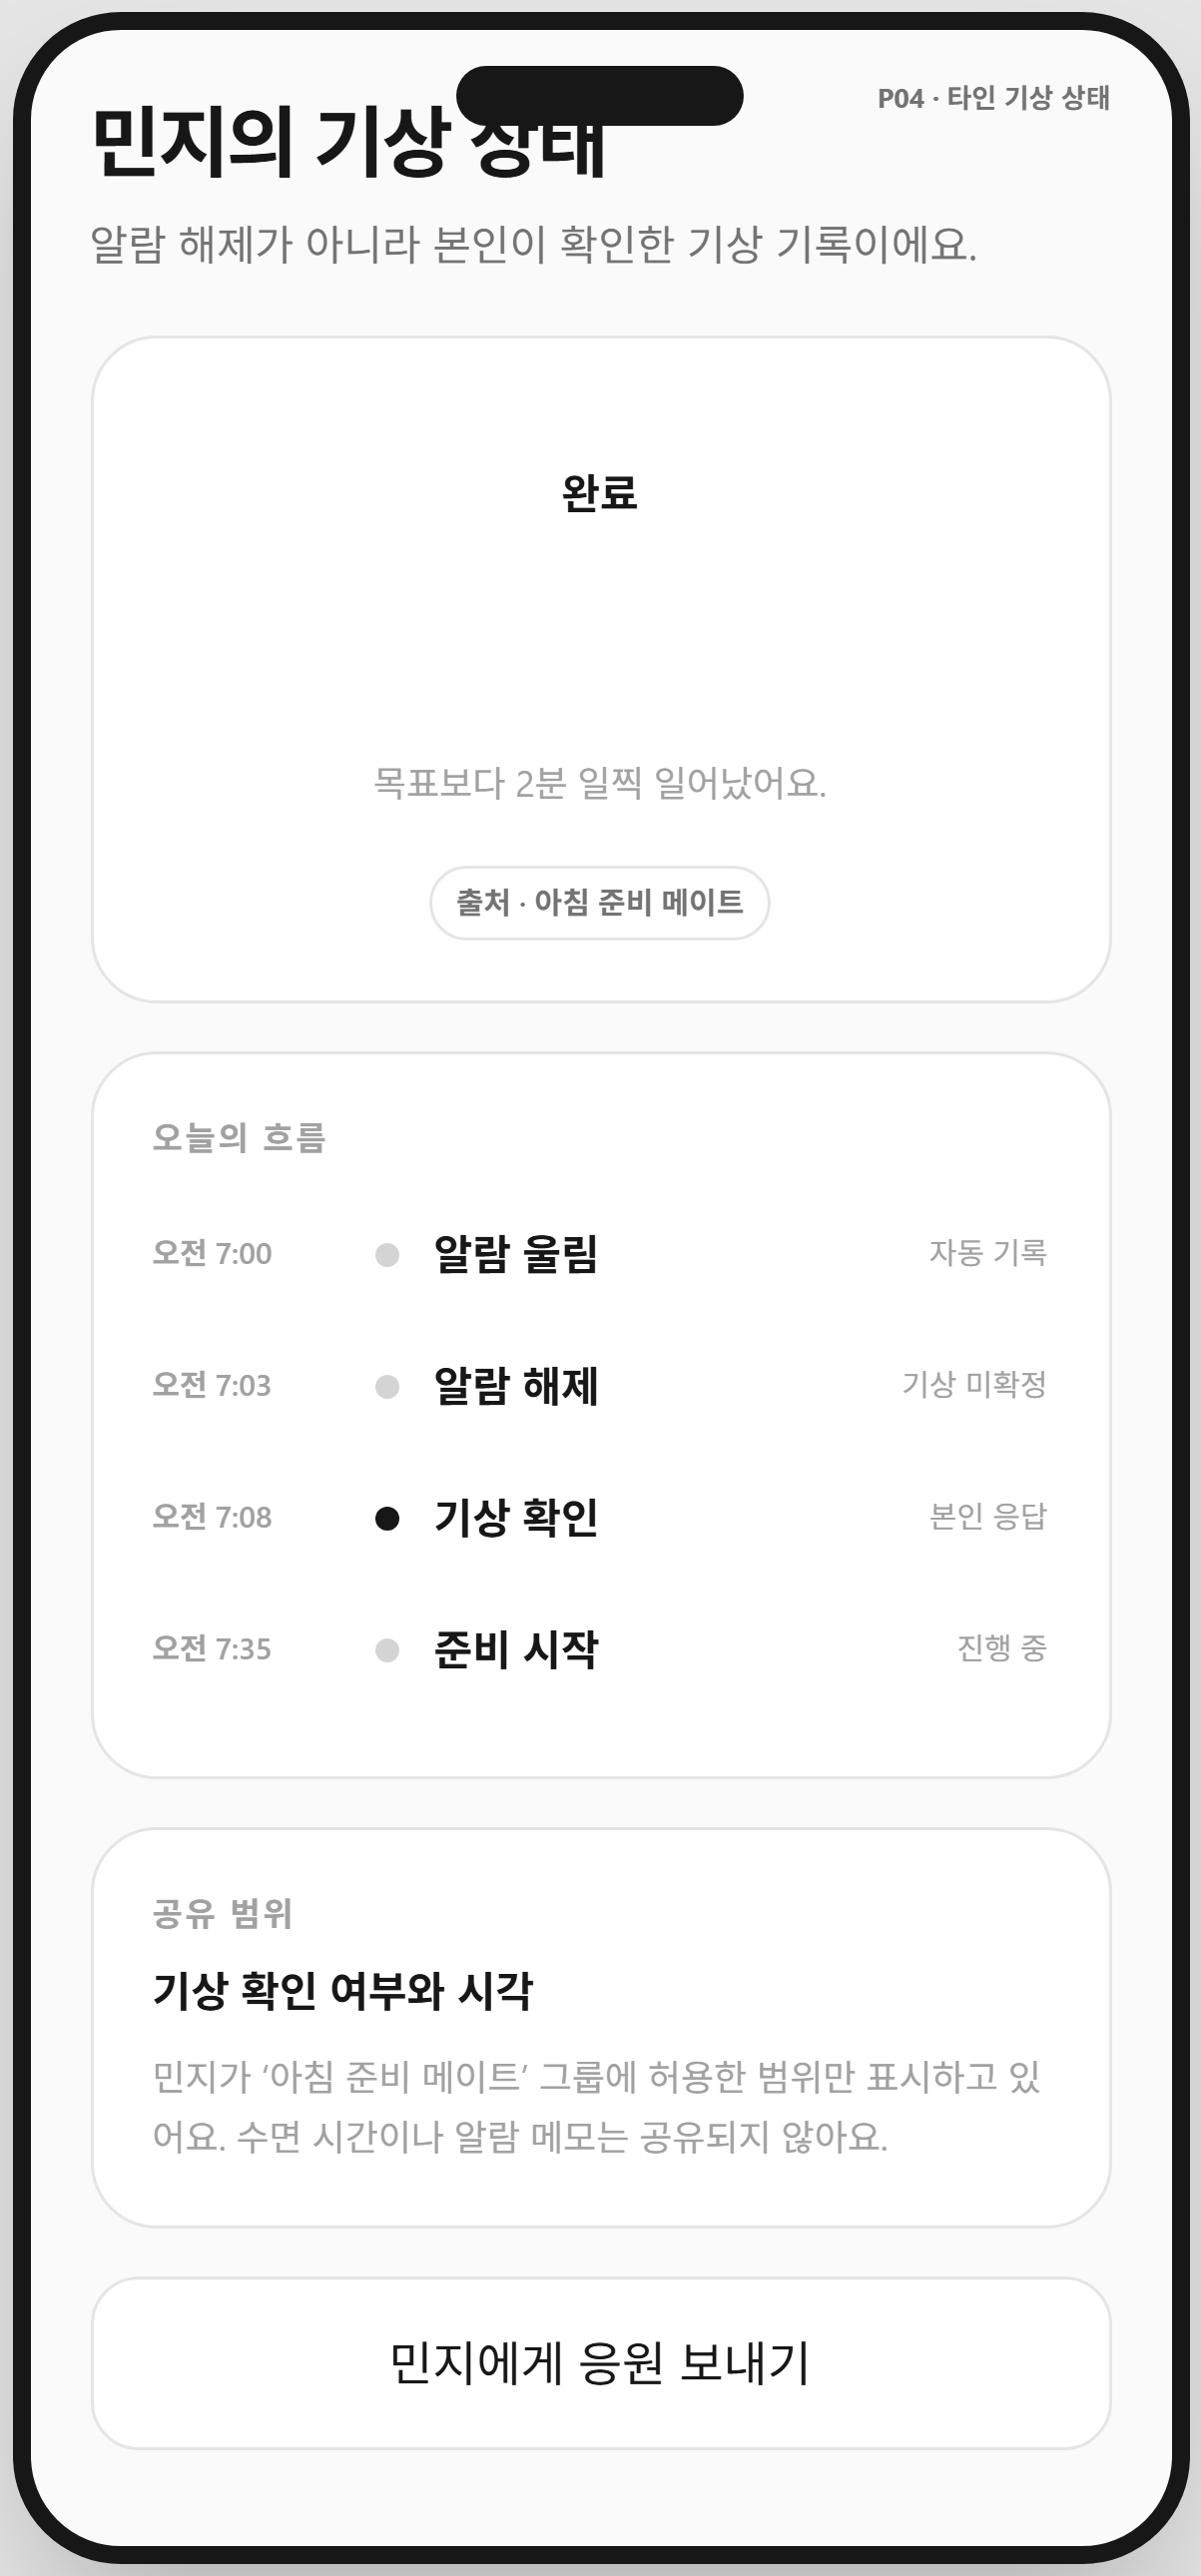 P04 · 타인 기상 상태
민지의 기상 상태
알람 해제가 아니라 본인이 확인한 기상 기록이에요.
완료
목표보다 2분 일찍 일어났어요.
출처 · 아침 준비 메이트
오늘의 흐름
오전 7:00 알람 울림 자동 기록
오전 7:03 알람 해제 기상 미확정
오전 7:08 기상 확인 본인 응답
오전 7:35 준비 시작 진행 중
공유 범위
기상 확인 여부와 시각
민지가 ‘아침 준비 메이트’ 그룹에 허용한 범위만 표시하고 있
어요. 수면 시간이나 알람 메모는 공유되지 않아요.
민지에게 응원 보내기